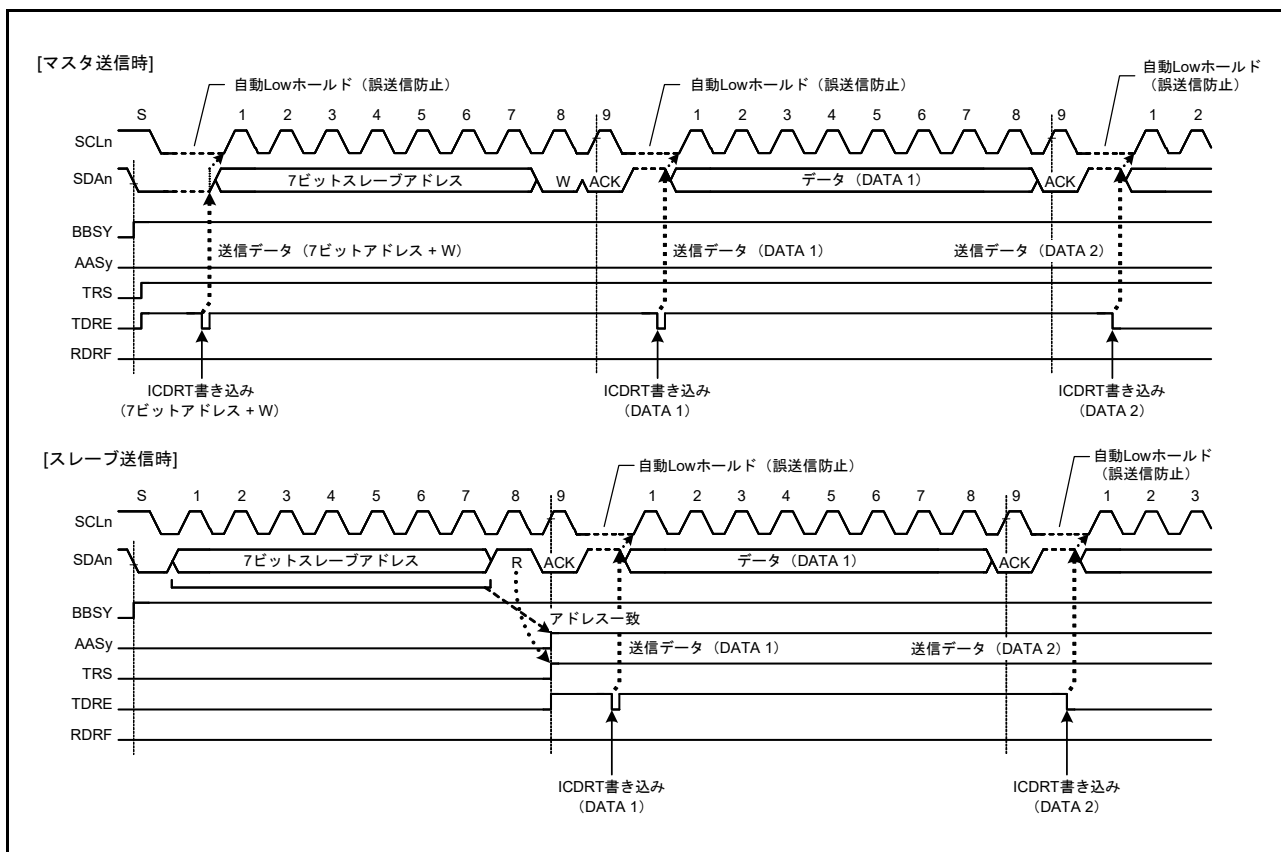 [マスタ送信時]
自動Lowホールド（誤送信防止）
自動Lowホールド（誤送信防止）
自動Lowホールド
（誤送信防止）
S 1 2 3 4 5 6 7 8 9 1 2 3 4 5 6 7 8 9 1 2
SCLn
SDAn 7ビットスレーブアドレス W ACK データ（DATA 1） ACK
BBSY
送信データ（7ビットアドレス + W） 送信データ（DATA 1） 送信データ（DATA 2）
AASy
TRS
TDRE
RDRF
ICDRT書き込み
（7ビットアドレス + W）
ICDRT書き込み
（DATA 1）
ICDRT書き込み
（DATA 2）
[スレーブ送信時]
自動Lowホールド（誤送信防止）
自動Lowホールド
（誤送信防止）
S 1 2 3 4 5 6 7 8 9 1 2 3 4 5 6 7 8 9 1 2 3
SCLn
SDAn 7ビットスレーブアドレス R ACK データ（DATA 1） ACK
BBSY
アドレス一致
AASy
送信データ（DATA 1） 送信データ（DATA 2）
TRS
TDRE
RDRF
ICDRT書き込み
（DATA 1）
ICDRT書き込み
（DATA 2）